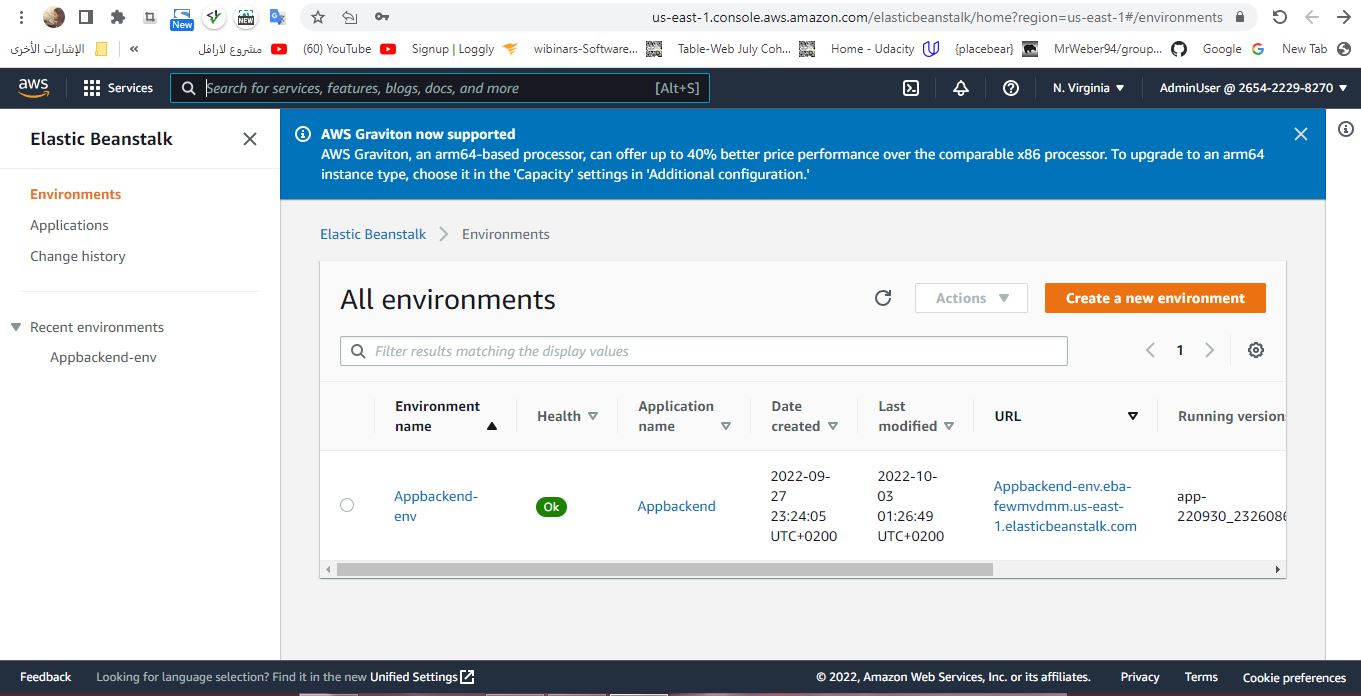 us-east-1.console.aws.amazon.com/elasticbeanstalk/home?region=us-east-1#/environments
New
NEW
الإشارات الأخرى
«
مشروع لارافل
(60) YouTube
Signup | Loggly
wibinars-Software...
Table-Web July Coh...
Home - Udacity
{placebear}
MrWeber94/group...
Google
New Tab
aws
Services
Search for services, features, blogs, docs, and more
[Alt+S]
N. Virginia
AdminUser @ 2654-2229-8270
Elastic Beanstalk
Environments
Applications
Change history
Recent environments
Appbackend-env
AWS Graviton now supported
AWS Graviton, an arm64-based processor, can offer up to 40% better price performance over the comparable x86 processor. To upgrade to an arm64
instance type, choose it in the 'Capacity' settings in 'Additional configuration.'
Elastic Beanstalk
Environments
All environments
Actions
Create a new environment
Filter results matching the display values
1
Environment
name
Health
Application
name
Date
created
Last
modified
URL
Running version
Appbackend-
env
Ok
Appbackend
2022-09-
27
23:24:05
UTC+0200
2022-10-
03
01:26:49
UTC+0200
Appbackend-env.eba-
fewmvdmm.us-east-
1.elasticbeanstalk.com
app-
220930_232608
Feedback
Looking for language selection? Find it in the new Unified Settings
© 2022, Amazon Web Services, Inc. or its affiliates.
Privacy
Terms
Cookie preferences